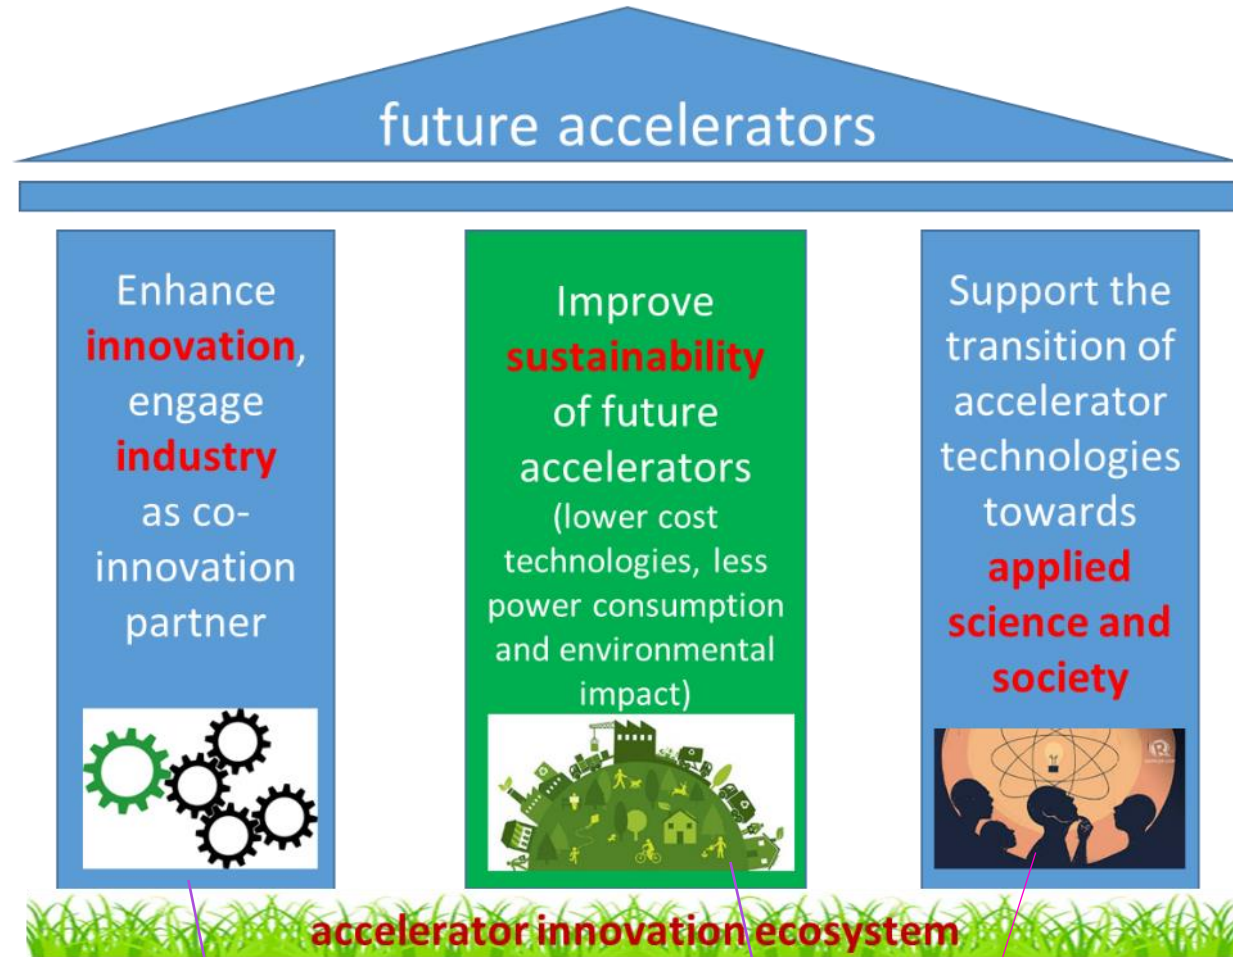 future accelerators
Enhance
innovation,
engage
industry
as co-
innovation
partner
Improve
sustainability
of future
accelerators
(lower cost
technologies, less
power consumption
and environmental
impact)
Support the
transition of
accelerator
technologies
towards
applied
science and
society
accelerator innovation ecosystem